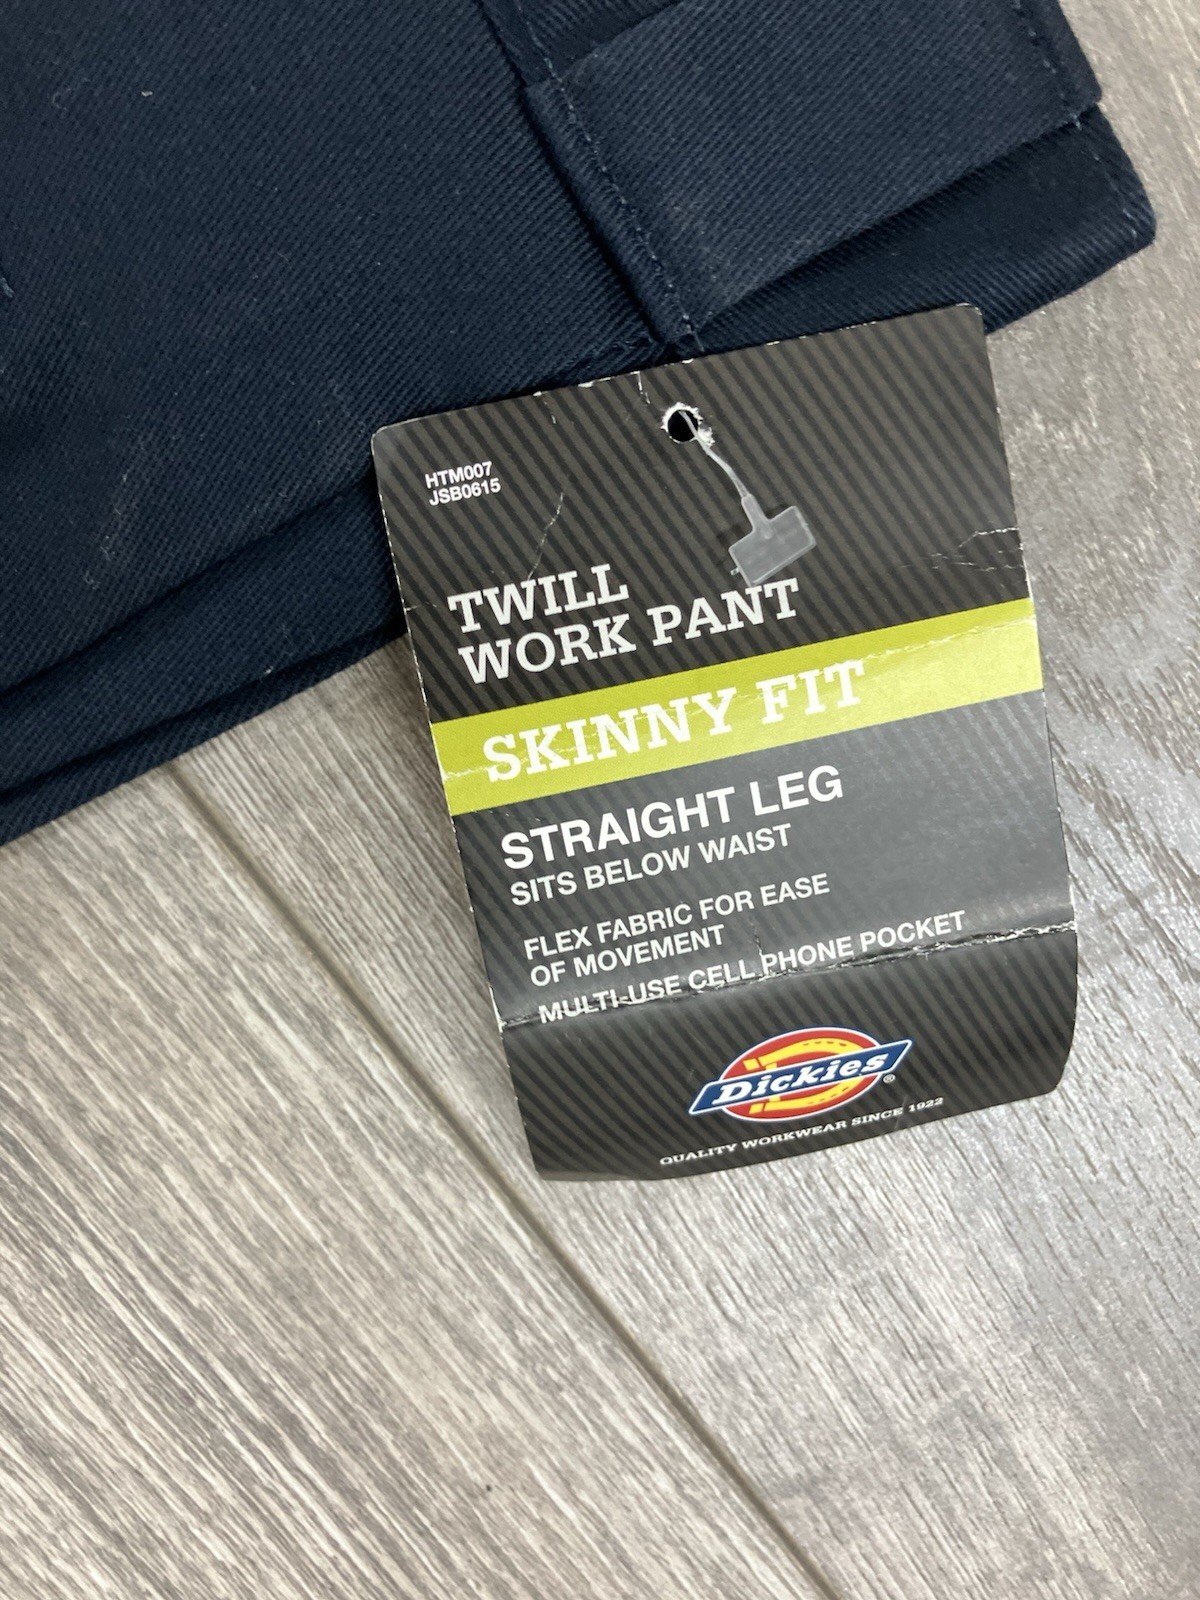 HTM007
JSB0615
TWILL
WORK PANT
SKINNY FIT
STRAIGHT LEG
SITS BELOW WAIST
FLEX FABRIC FOR EASE
OF MOVEMENT
MULTI-USE CELL PHONE POCKET
Dickies®
QUALITY WORKWEAR SINCE 1922